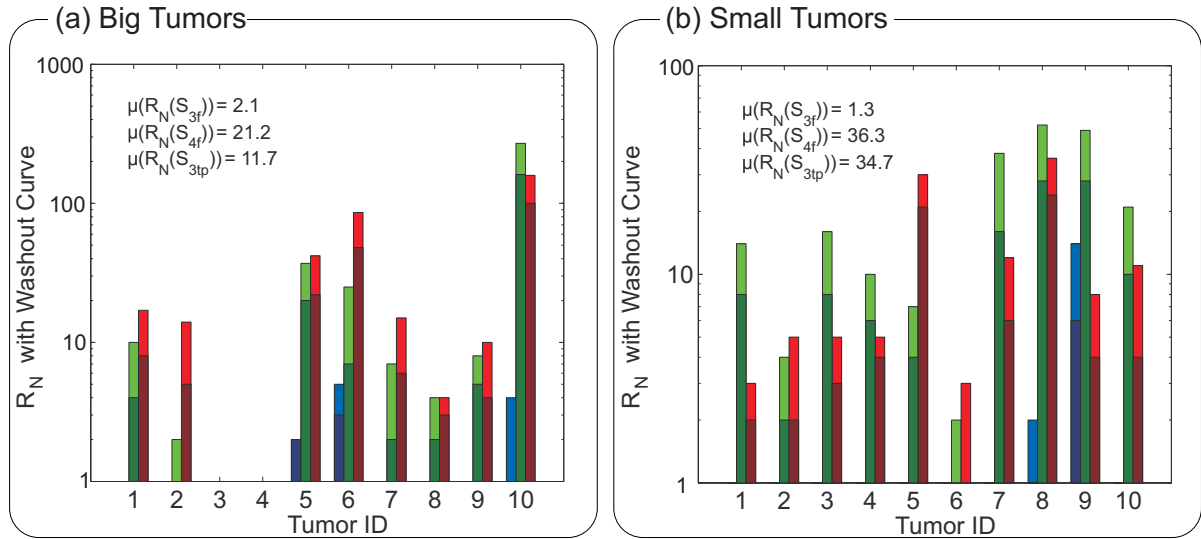 (a) Big Tumors
1000
100
10
1
R_N with Washout Curve
μ(R_N(S_3f)) = 2.1
μ(R_N(S_4f)) = 21.2
μ(R_N(S_3tp)) = 11.7
1 2 3 4 5 6 7 8 9 10
Tumor ID
(b) Small Tumors
100
10
1
R_N with Washout Curve
μ(R_N(S_3f)) = 1.3
μ(R_N(S_4f)) = 36.3
μ(R_N(S_3tp)) = 34.7
1 2 3 4 5 6 7 8 9 10
Tumor ID